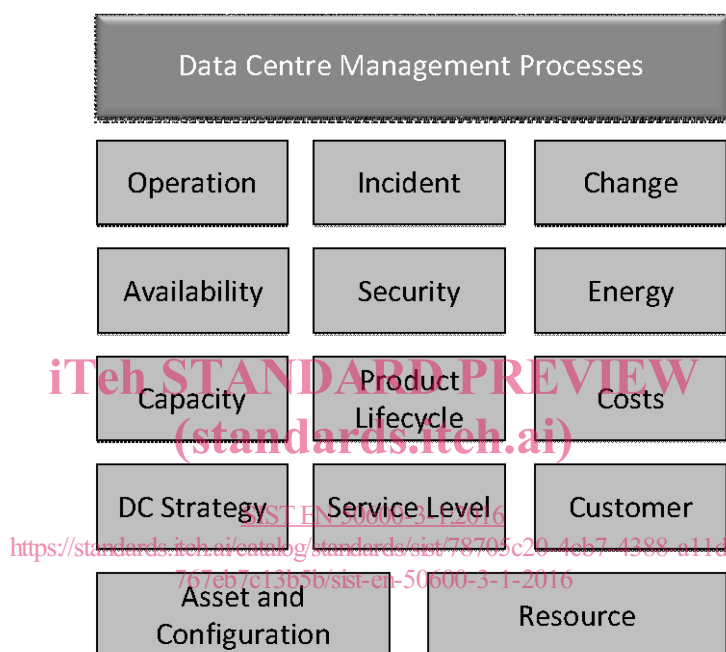 Data Centre Management Processes
Operation
Incident
Change
Availability
Security
Energy
iTeh STANDARD PREVIEW
Capacity
Product
Lifecycle
Costs
(standards.iteh.ai)
DC Strategy
Service Level
Customer
SIST EN 50600-3-1:2016
https://standards.iteh.ai/catalog/standards/sist/78705c20-4cb7-4388-a11d
767eb7c13b5b/sist-en-50600-3-1-2016
Asset and
Configuration
Resource